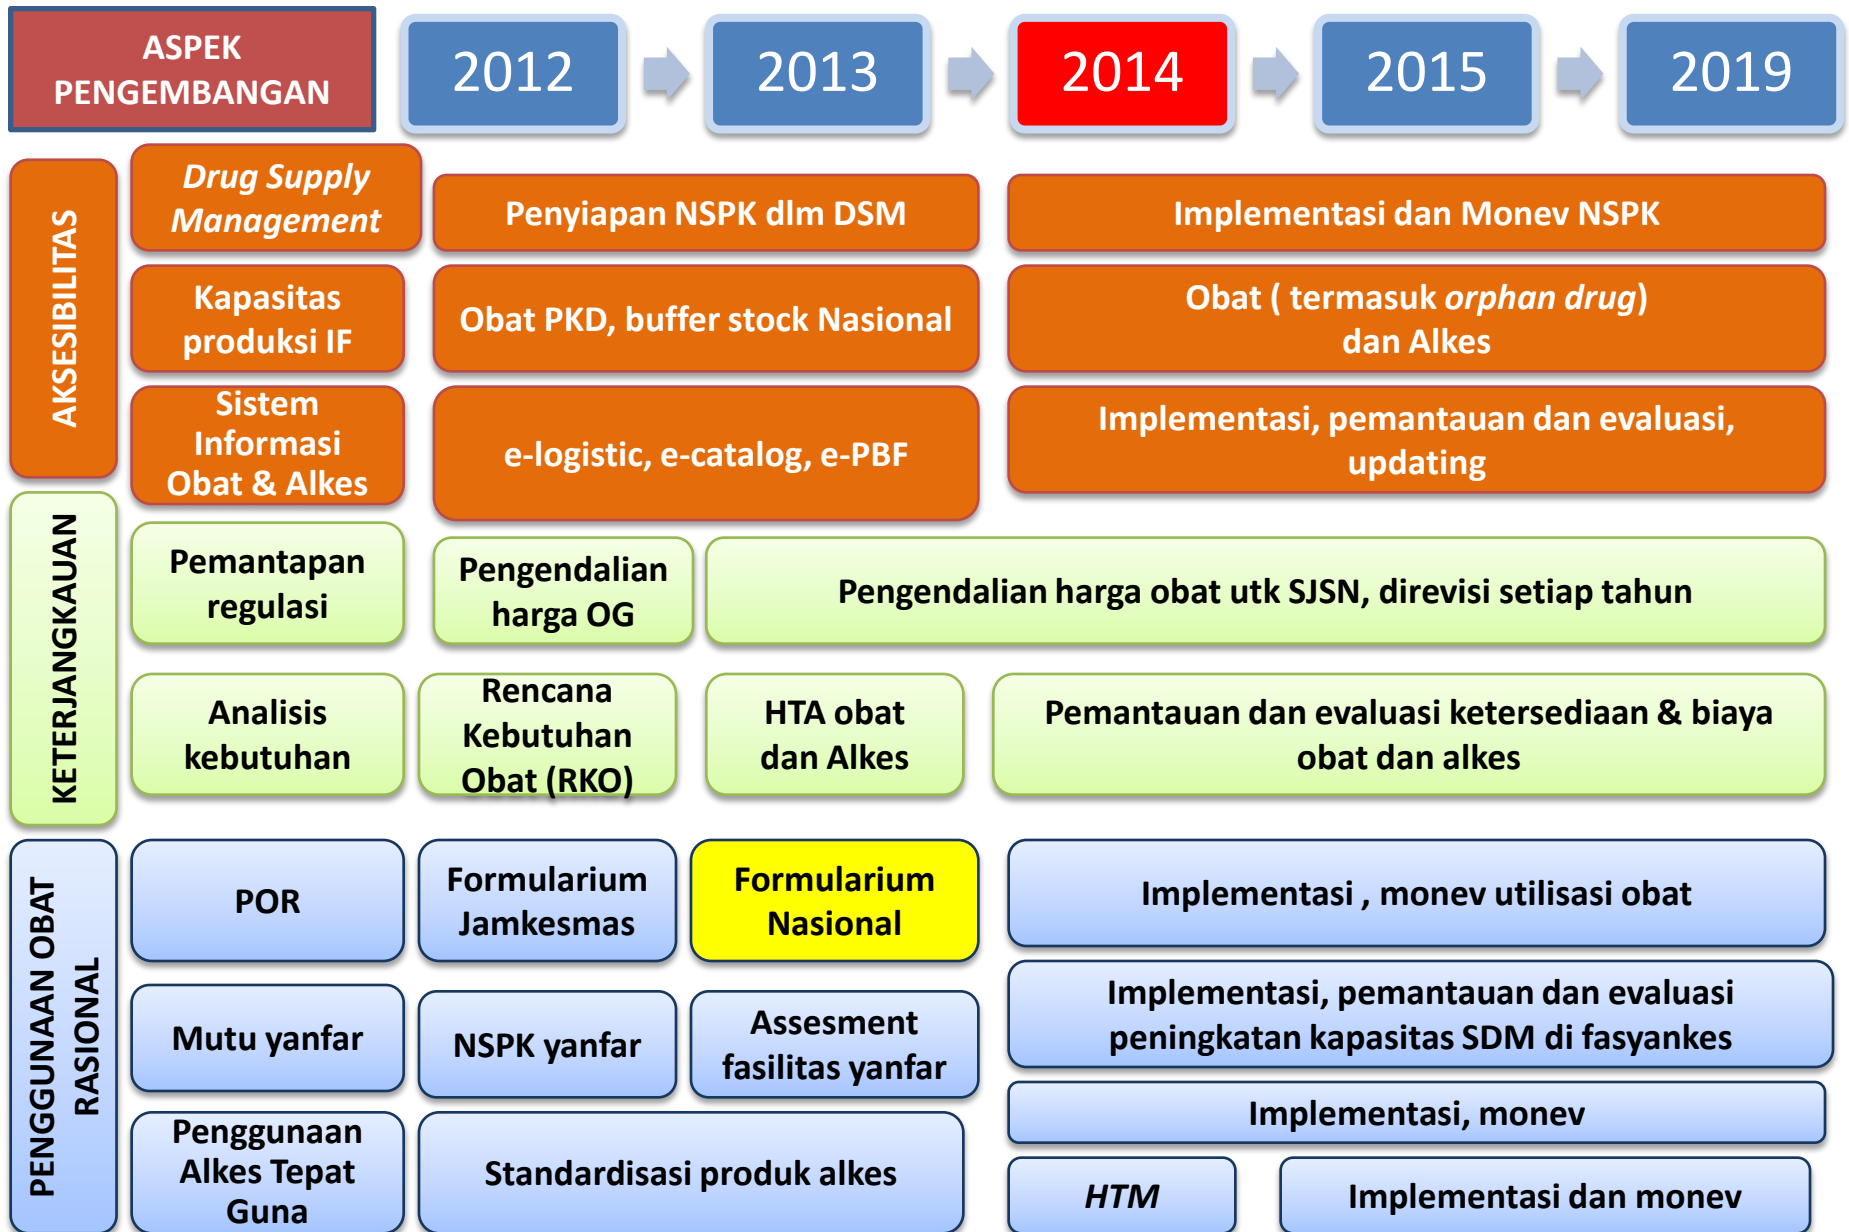 ASPEK
PENGEMBANGAN
2012
2013
2014
2015
2019
AKSESIBILITAS
Drug Supply
Management
Penyiapan NSPK dlm DSM
Implementasi dan Monev NSPK
Kapasitas
produksi IF
Obat PKD, buffer stock Nasional
Obat ( termasuk orphan drug)
dan Alkes
Sistem
Informasi
Obat & Alkes
e-logistic, e-catalog, e-PBF
Implementasi, pemantauan dan evaluasi,
updating
KETERJANGKAUAN
Pemantapan
regulasi
Pengendalian
harga OG
Pengendalian harga obat utk SJSN, direvisi setiap tahun
Analisis
kebutuhan
Rencana
Kebutuhan
Obat (RKO)
HTA obat
dan Alkes
Pemantauan dan evaluasi ketersediaan & biaya
obat dan alkes
PENGGUNAAN OBAT
RASIONAL
POR
Formularium
Jamkesmas
Formularium
Nasional
Implementasi , monev utilisasi obat
Mutu yanfar
NSPK yanfar
Assesment
fasilitas yanfar
Implementasi, pemantauan dan evaluasi
peningkatan kapasitas SDM di fasyankes
Penggunaan
Alkes Tepat
Guna
Standardisasi produk alkes
Implementasi, monev
HTM
Implementasi dan monev